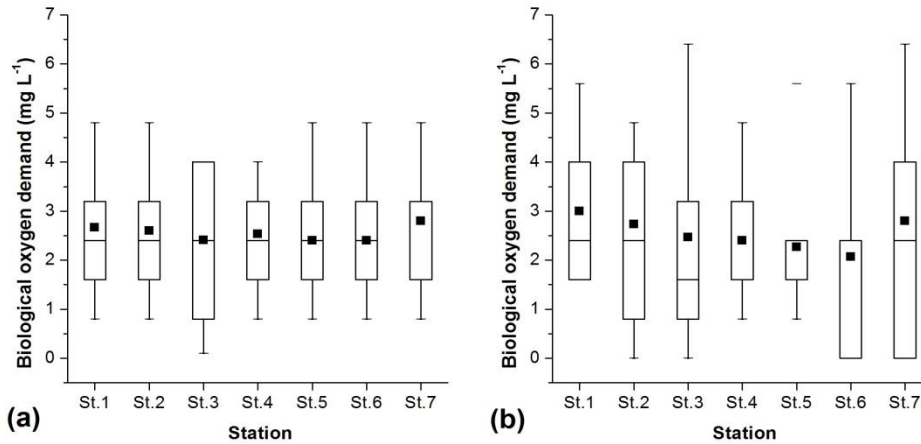 Biological oxygen demand (mg L⁻¹)
7
6
5
4
3
2
1
0
St.1 St.2 St.3 St.4 St.5 St.6 St.7
Station
(a)
Biological oxygen demand (mg L⁻¹)
7
6
5
4
3
2
1
0
St.1 St.2 St.3 St.4 St.5 St.6 St.7
Station
(b)